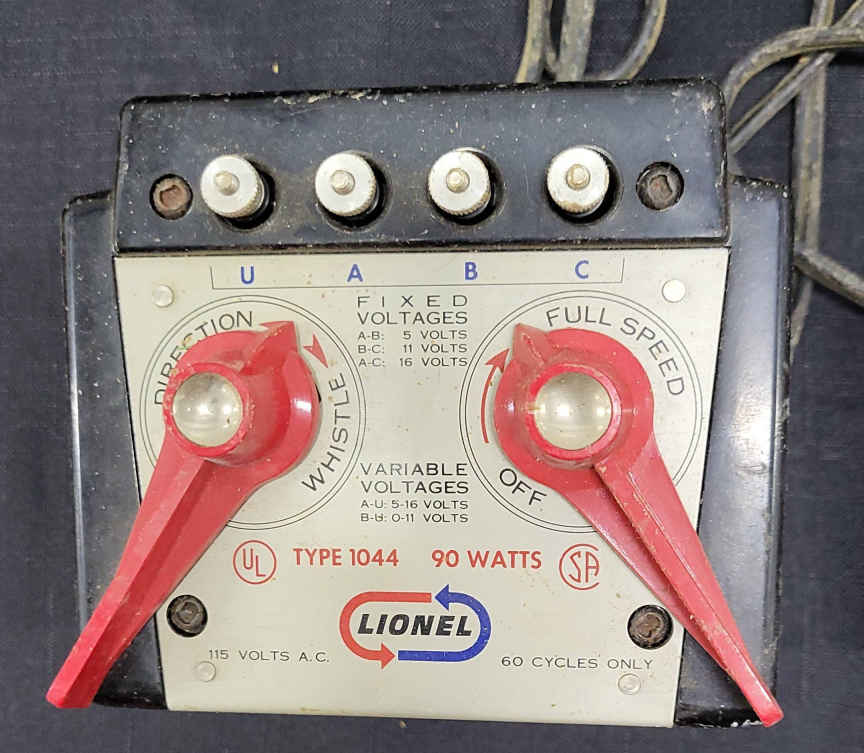 U A B C
FIXED
VOLTAGES
A-B: 5 VOLTS
B-C: 11 VOLTS
A-C: 16 VOLTS
DIRECTION
WHISTLE
FULL SPEED
OFF
VARIABLE
VOLTAGES
A-U: 5-16 VOLTS
B-U: 0-11 VOLTS
UL TYPE 1044 90 WATTS SA
LIONEL
115 VOLTS A.C. 60 CYCLES ONLY